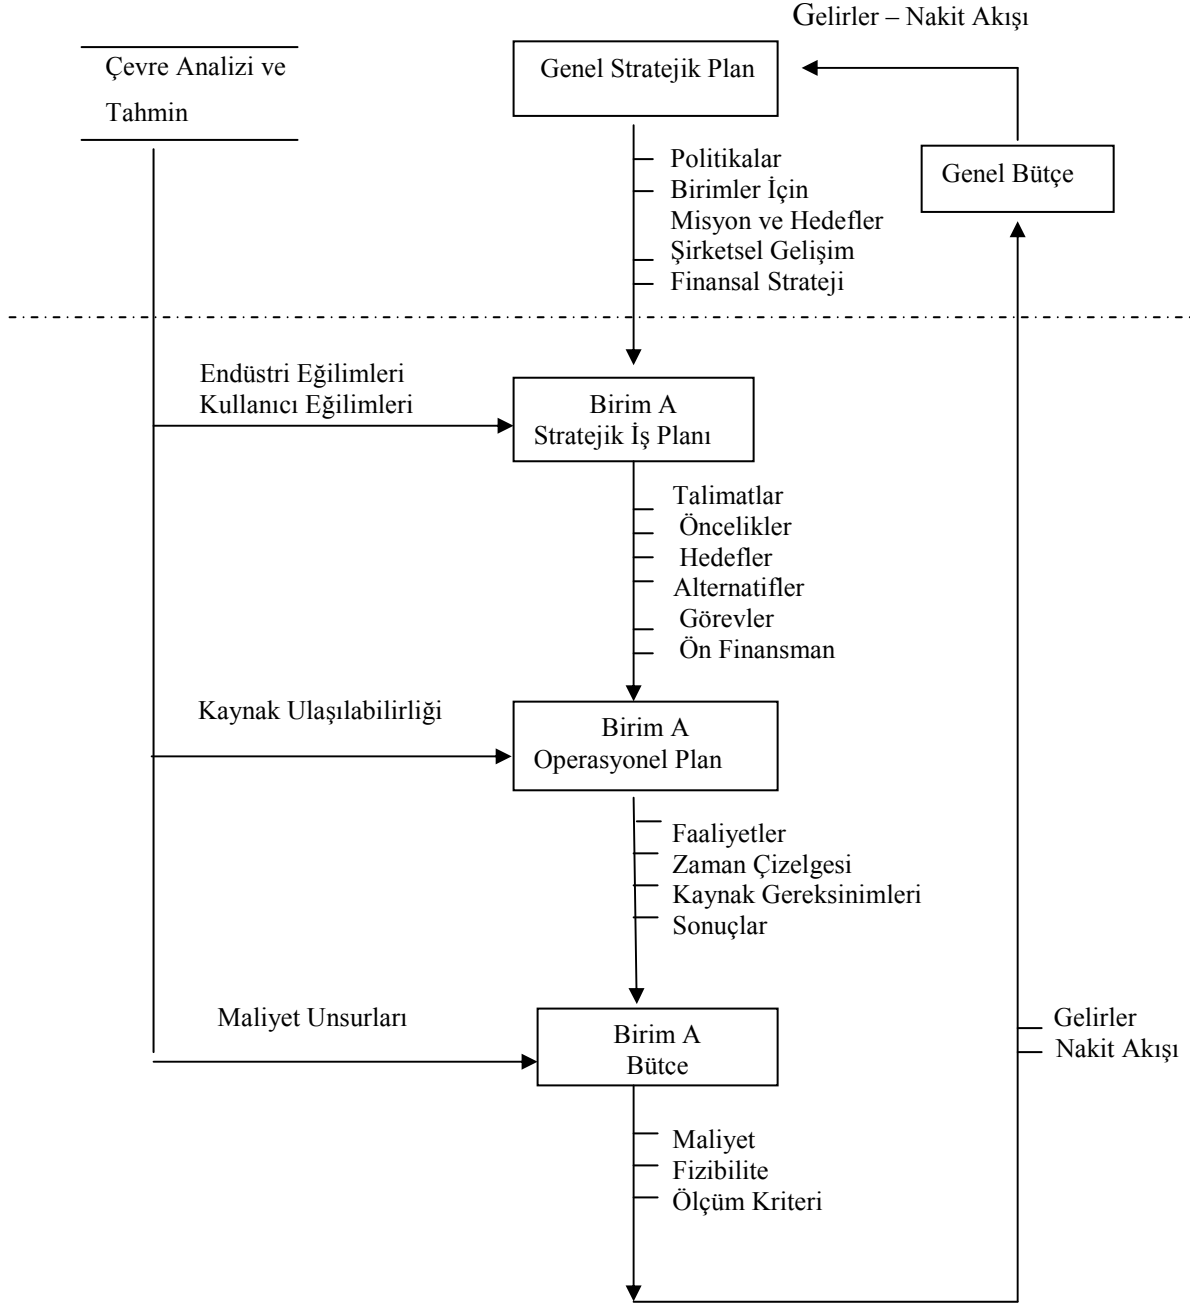 Gelirler – Nakit Akışı
Çevre Analizi ve
Tahmin
Genel Stratejik Plan
Genel Bütçe
Politikalar
Birimler İçin
Misyon ve Hedefler
Şirketsel Gelişim
Finansal Strateji
Endüstri Eğilimleri
Kullanıcı Eğilimleri
Birim A
Stratejik İş Planı
Talimatlar
Öncelikler
Hedefler
Alternatifler
Görevler
Ön Finansman
Kaynak Ulaşılabilirliği
Birim A
Operasyonel Plan
Faaliyetler
Zaman Çizelgesi
Kaynak Gereksinimleri
Sonuçlar
Maliyet Unsurları
Birim A
Bütce
Gelirler
Nakit Akışı
Maliyet
Fizibilite
Ölçüm Kriteri